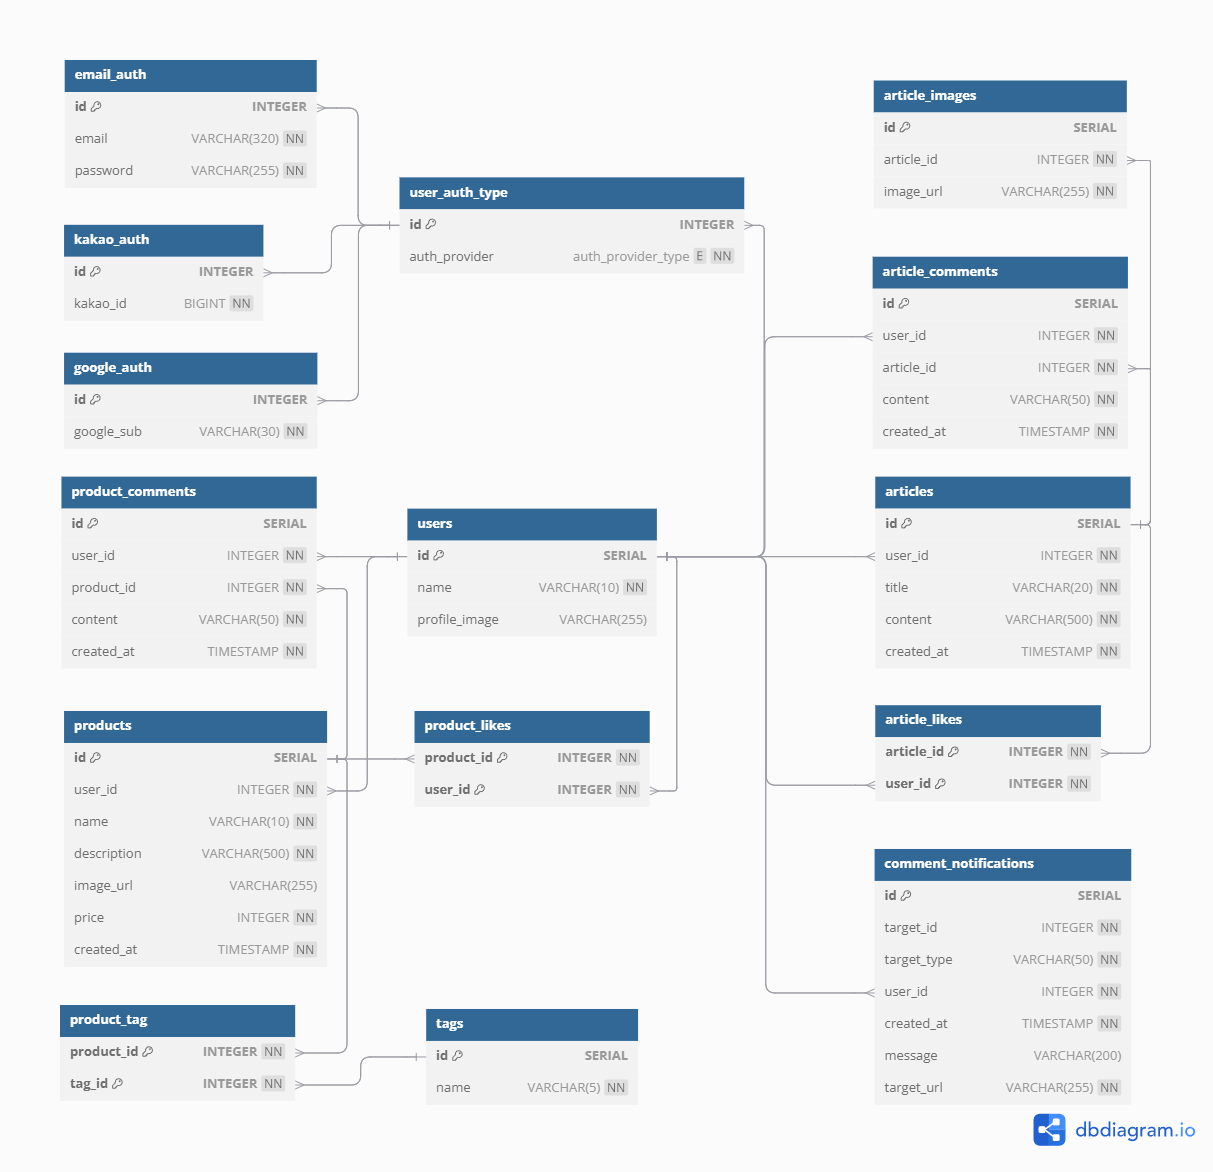 email_auth
id INTEGER
email VARCHAR(320) NN
password VARCHAR(255) NN
kakao_auth
id INTEGER
kakao_id BIGINT NN
google_auth
id INTEGER
google_sub VARCHAR(30) NN
product_comments
id SERIAL
user_id INTEGER NN
product_id INTEGER NN
content VARCHAR(50) NN
created_at TIMESTAMP NN
products
id SERIAL
user_id INTEGER NN
name VARCHAR(10) NN
description VARCHAR(500) NN
image_url VARCHAR(255)
price INTEGER NN
created_at TIMESTAMP NN
product_tag
product_id INTEGER NN
tag_id INTEGER NN
user_auth_type
id INTEGER
auth_provider auth_provider_type E NN
users
id SERIAL
name VARCHAR(10) NN
profile_image VARCHAR(255)
product_likes
product_id INTEGER NN
user_id INTEGER NN
tags
id SERIAL
name VARCHAR(5) NN
article_images
id SERIAL
article_id INTEGER NN
image_url VARCHAR(255) NN
article_comments
id SERIAL
user_id INTEGER NN
article_id INTEGER NN
content VARCHAR(50) NN
created_at TIMESTAMP NN
articles
id SERIAL
user_id INTEGER NN
title VARCHAR(20) NN
content VARCHAR(500) NN
created_at TIMESTAMP NN
article_likes
article_id INTEGER NN
user_id INTEGER NN
comment_notifications
id SERIAL
target_id INTEGER NN
target_type VARCHAR(50) NN
user_id INTEGER NN
created_at TIMESTAMP NN
message VARCHAR(200)
target_url VARCHAR(255) NN
dbdiagram.io